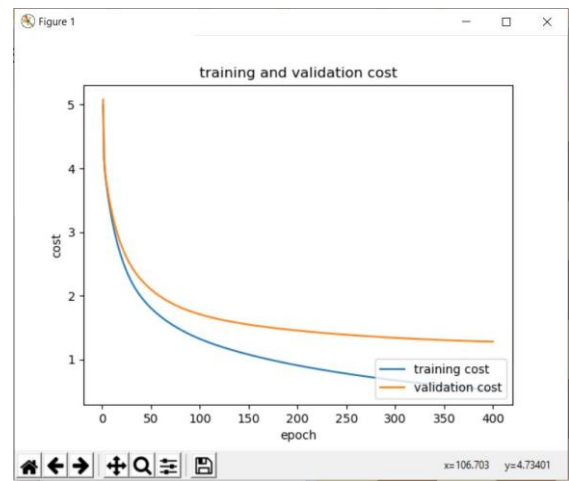 Figure 1
training and validation cost
5
4
3
2
1
cost
0 50 100 150 200 250 300 350 400
epoch
training cost
validation cost
x=106.703 y=4.73401